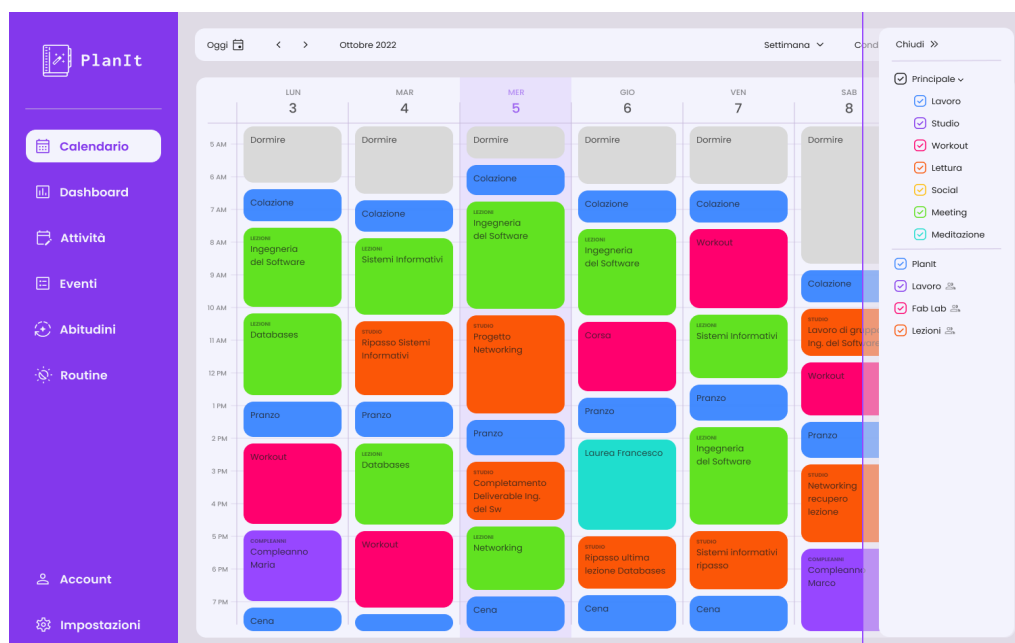 PlanIt
Calendario
Dashboard
Attività
Eventi
Abitudini
Routine
Account
Impostazioni
Oggi
Ottobre 2022
Settimana
Cond
LUN
3
MAR
4
MER
5
GIO
6
VEN
7
SAB
8
5 AM
6 AM
7 AM
8 AM
9 AM
10 AM
11 AM
12 PM
1 PM
2 PM
3 PM
4 PM
5 PM
6 PM
7 PM
Dormire
Colazione
LEZIONI
Ingegneria
del Software
LEZIONI
Databases
Pranzo
Workout
COMPLEANNI
Compleanno
Maria
Cena
Dormire
Colazione
LEZIONI
Sistemi Informativi
STUDIO
Ripasso Sistemi
Informativi
Pranzo
LEZIONI
Databases
Workout
Dormire
Colazione
LEZIONI
Ingegneria
del Software
STUDIO
Progetto
Networking
Pranzo
STUDIO
Completamento
Deliverable Ing.
del Sw
LEZIONI
Networking
Cena
Dormire
Colazione
LEZIONI
Ingegneria
del Software
Corsa
Pranzo
Laurea Francesco
STUDIO
Ripasso ultima
lezione Databases
Cena
Dormire
Colazione
Workout
LEZIONI
Sistemi Informativi
Pranzo
LEZIONI
Ingegneria
del Software
STUDIO
Sistemi informativi
ripasso
Cena
Dormire
Colazione
STUDIO
Lavoro di gruppo
Ing. del Software
Workout
Pranzo
STUDIO
Networking
recupero
lezione
COMPLEANNI
Compleanno
Marco
Chiudi
Principale
Lavoro
Studio
Workout
Lettura
Social
Meeting
Meditazione
PlanIt
Lavoro
Fab Lab
Lezioni